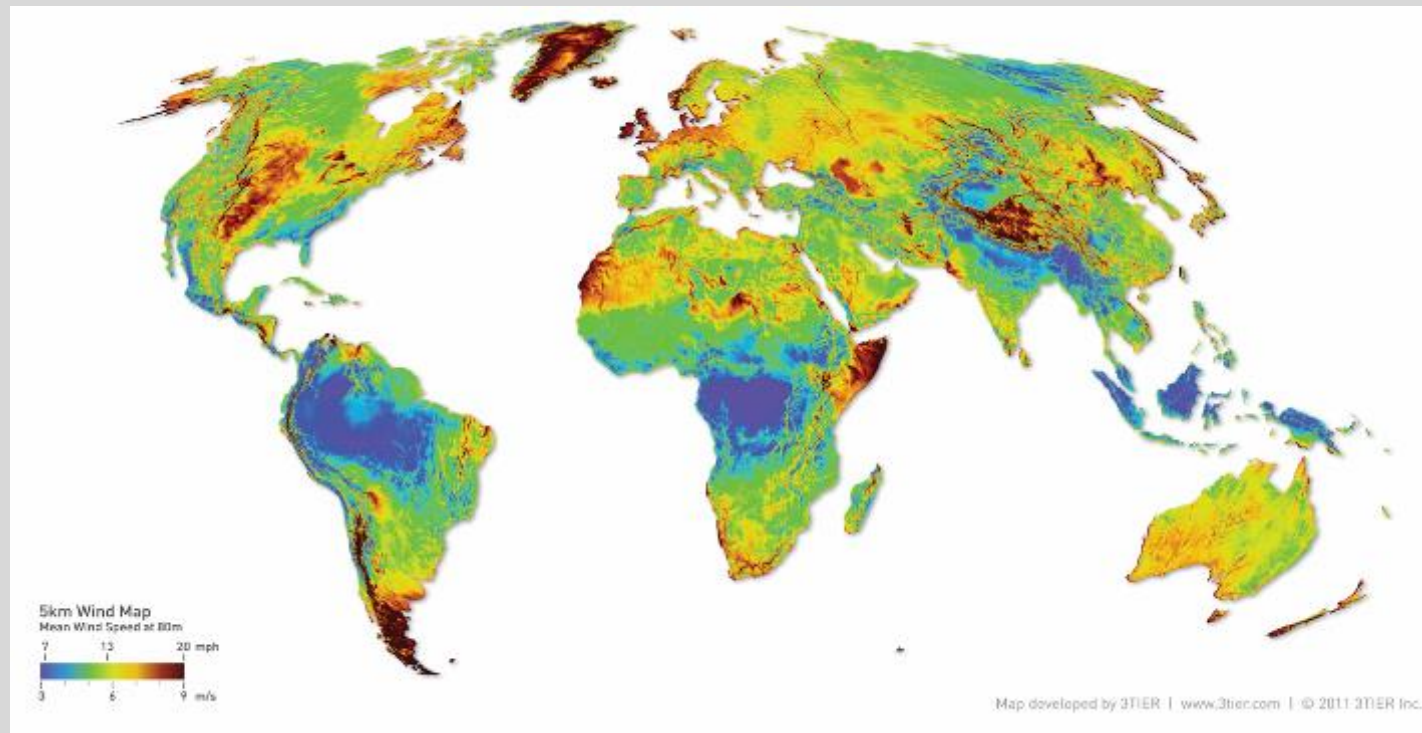 5km Wind Map
Mean Wind Speed at 80m
7 13 20 mph
3 6 9 m/s
Map developed by 3TIER | www.3tier.com | © 2011 3TIER Inc.